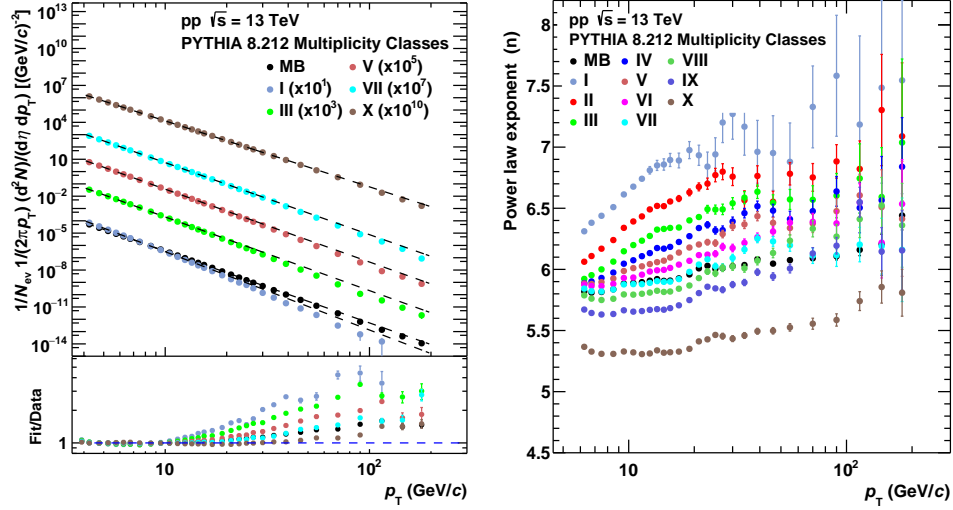 pp √s = 13 TeV
PYTHIA 8.212 Multiplicity Classes
MB V (x10⁵)
I (x10¹) VII (x10⁷)
III (x10³) X (x10¹⁰)
1/N_ev 1/(2πp_T) (d²N)/(dη dp_T) [(GeV/c)⁻²]
10¹³
10¹⁰
10⁷
10⁴
10
10⁻²
10⁻⁵
10⁻⁸
10⁻¹¹
10⁻¹⁴
Fit/Data
1
10 10²
p_T (GeV/c)
pp √s = 13 TeV
PYTHIA 8.212 Multiplicity Classes
MB IV VIII
I V IX
II VI X
III VII
Power law exponent (n)
8
7.5
7
6.5
6
5.5
5
4.5
10 10²
p_T (GeV/c)